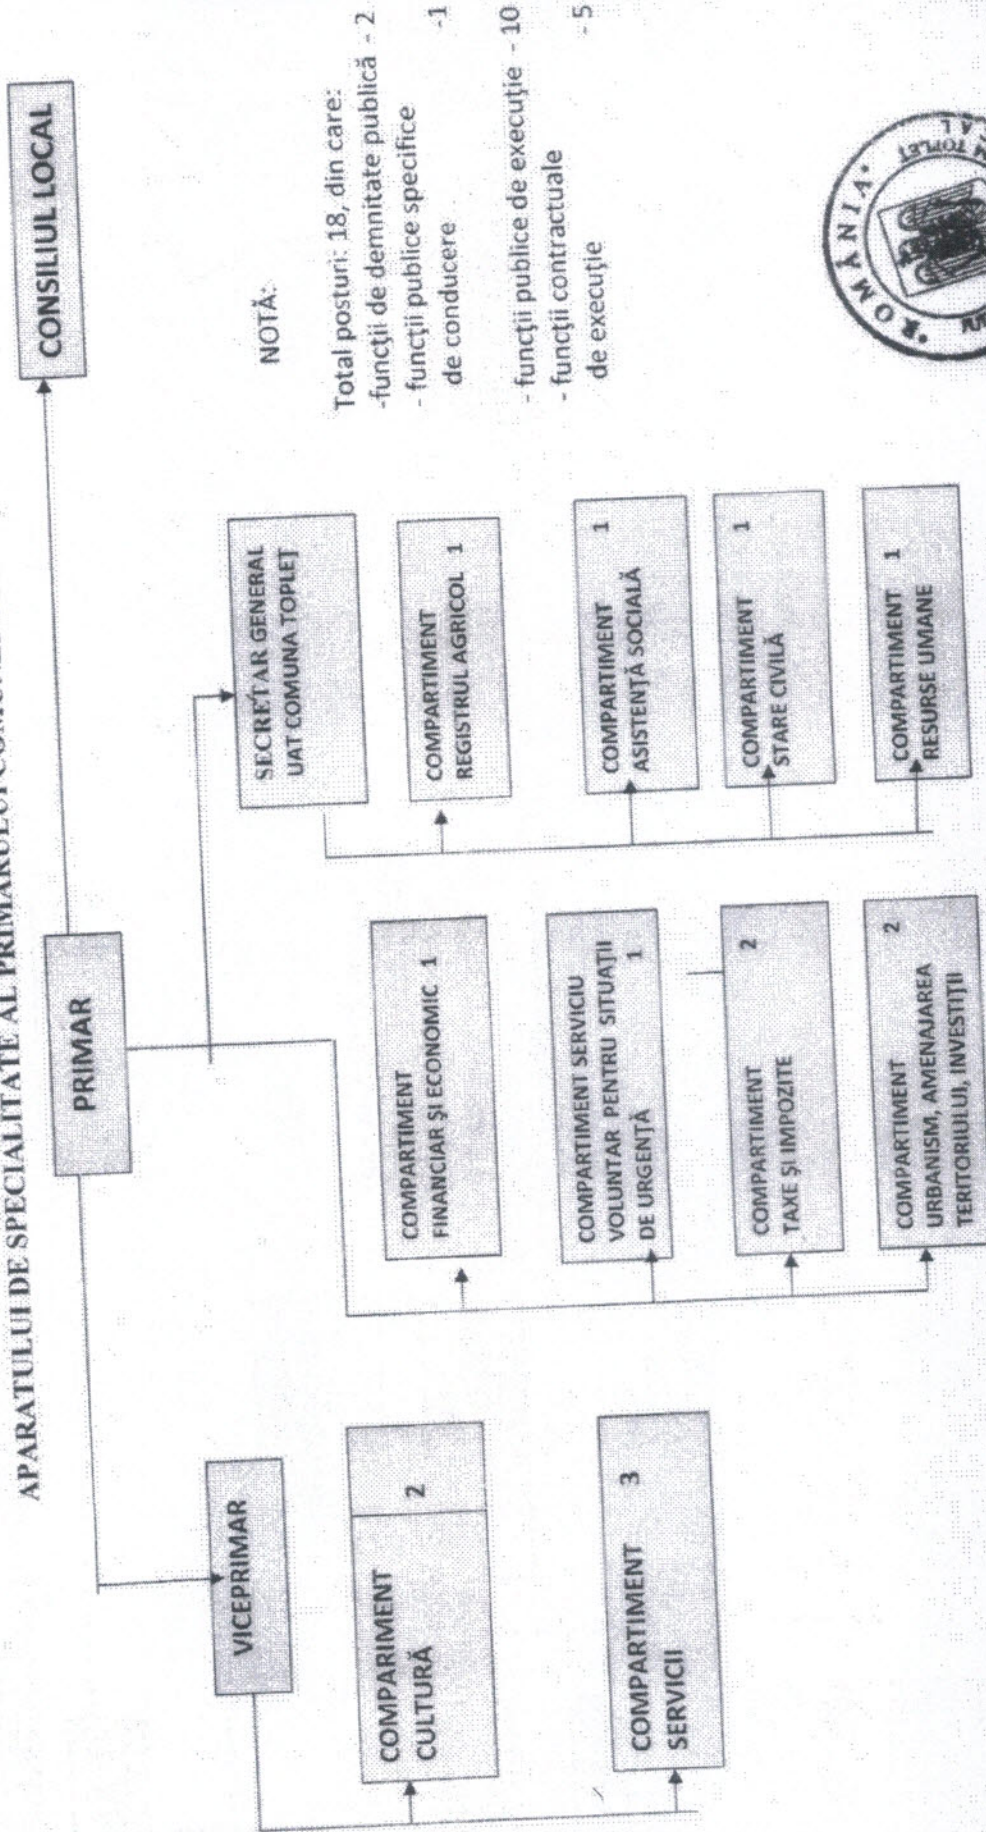 APARATULUI DE SPECIALITATE AL PRIMARULUI
CONSILIUL LOCAL
PRIMAR
VICEPRIMAR
COMPARIMENT
CULTURĂ 2
COMPARTIMENT
SERVICII 3
COMPARTIMENT
FINANCIAR ȘI ECONOMIC 1
COMPARTIMENT SERVICIU
VOLUNTAR PENTRU SITUAȚII
DE URGENȚĂ 1
COMPARTIMENT
TAXE ȘI IMPOZITE 2
COMPARTIMENT 2
URBANISM, AMENAJAREA
TERITORIULUI, INVESTIȚII
SECRETAR GENERAL
UAT COMUNA TOPLEȚ
COMPARTIMENT
REGISTRUL AGRICOL 1
COMPARTIMENT 1
ASISTENȚĂ SOCIALĂ
COMPARTIMENT 1
STARE CIVILĂ
COMPARTIMENT 1
RESURSE UMANE
NOTĂ:
Total posturi: 18, din care:
-funcții de demnitate publică - 2
- funcții publice specifice
de conducere -1
- funcții publice de execuție - 10
- funcții contractuale
de execuție - 5
ROMÂNIA
TOPLEȚ